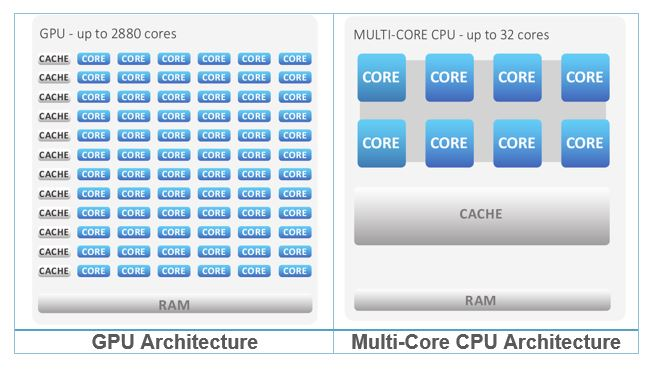 GPU - up to 2880 cores
CACHE CORE CORE CORE CORE CORE CORE
CACHE CORE CORE CORE CORE CORE CORE
CACHE CORE CORE CORE CORE CORE CORE
CACHE CORE CORE CORE CORE CORE CORE
CACHE CORE CORE CORE CORE CORE CORE
CACHE CORE CORE CORE CORE CORE CORE
CACHE CORE CORE CORE CORE CORE CORE
CACHE CORE CORE CORE CORE CORE CORE
CACHE CORE CORE CORE CORE CORE CORE
CACHE CORE CORE CORE CORE CORE CORE
CACHE CORE CORE CORE CORE CORE CORE
CACHE CORE CORE CORE CORE CORE CORE
RAM
GPU Architecture
MULTI-CORE CPU - up to 32 cores
CORE CORE CORE CORE
CORE CORE CORE CORE
CACHE
RAM
Multi-Core CPU Architecture